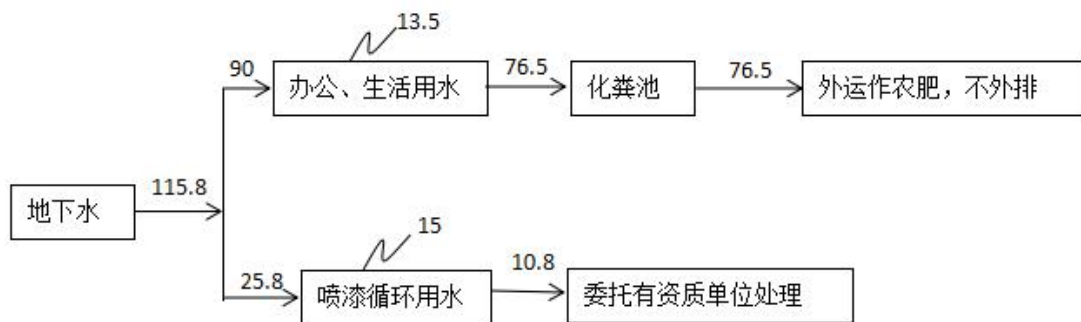 13.5
90
办公、生活用水
76.5
化粪池
76.5
外运作农肥，不外排
地下水
115.8
15
25.8
喷漆循环用水
10.8
委托有资质单位处理